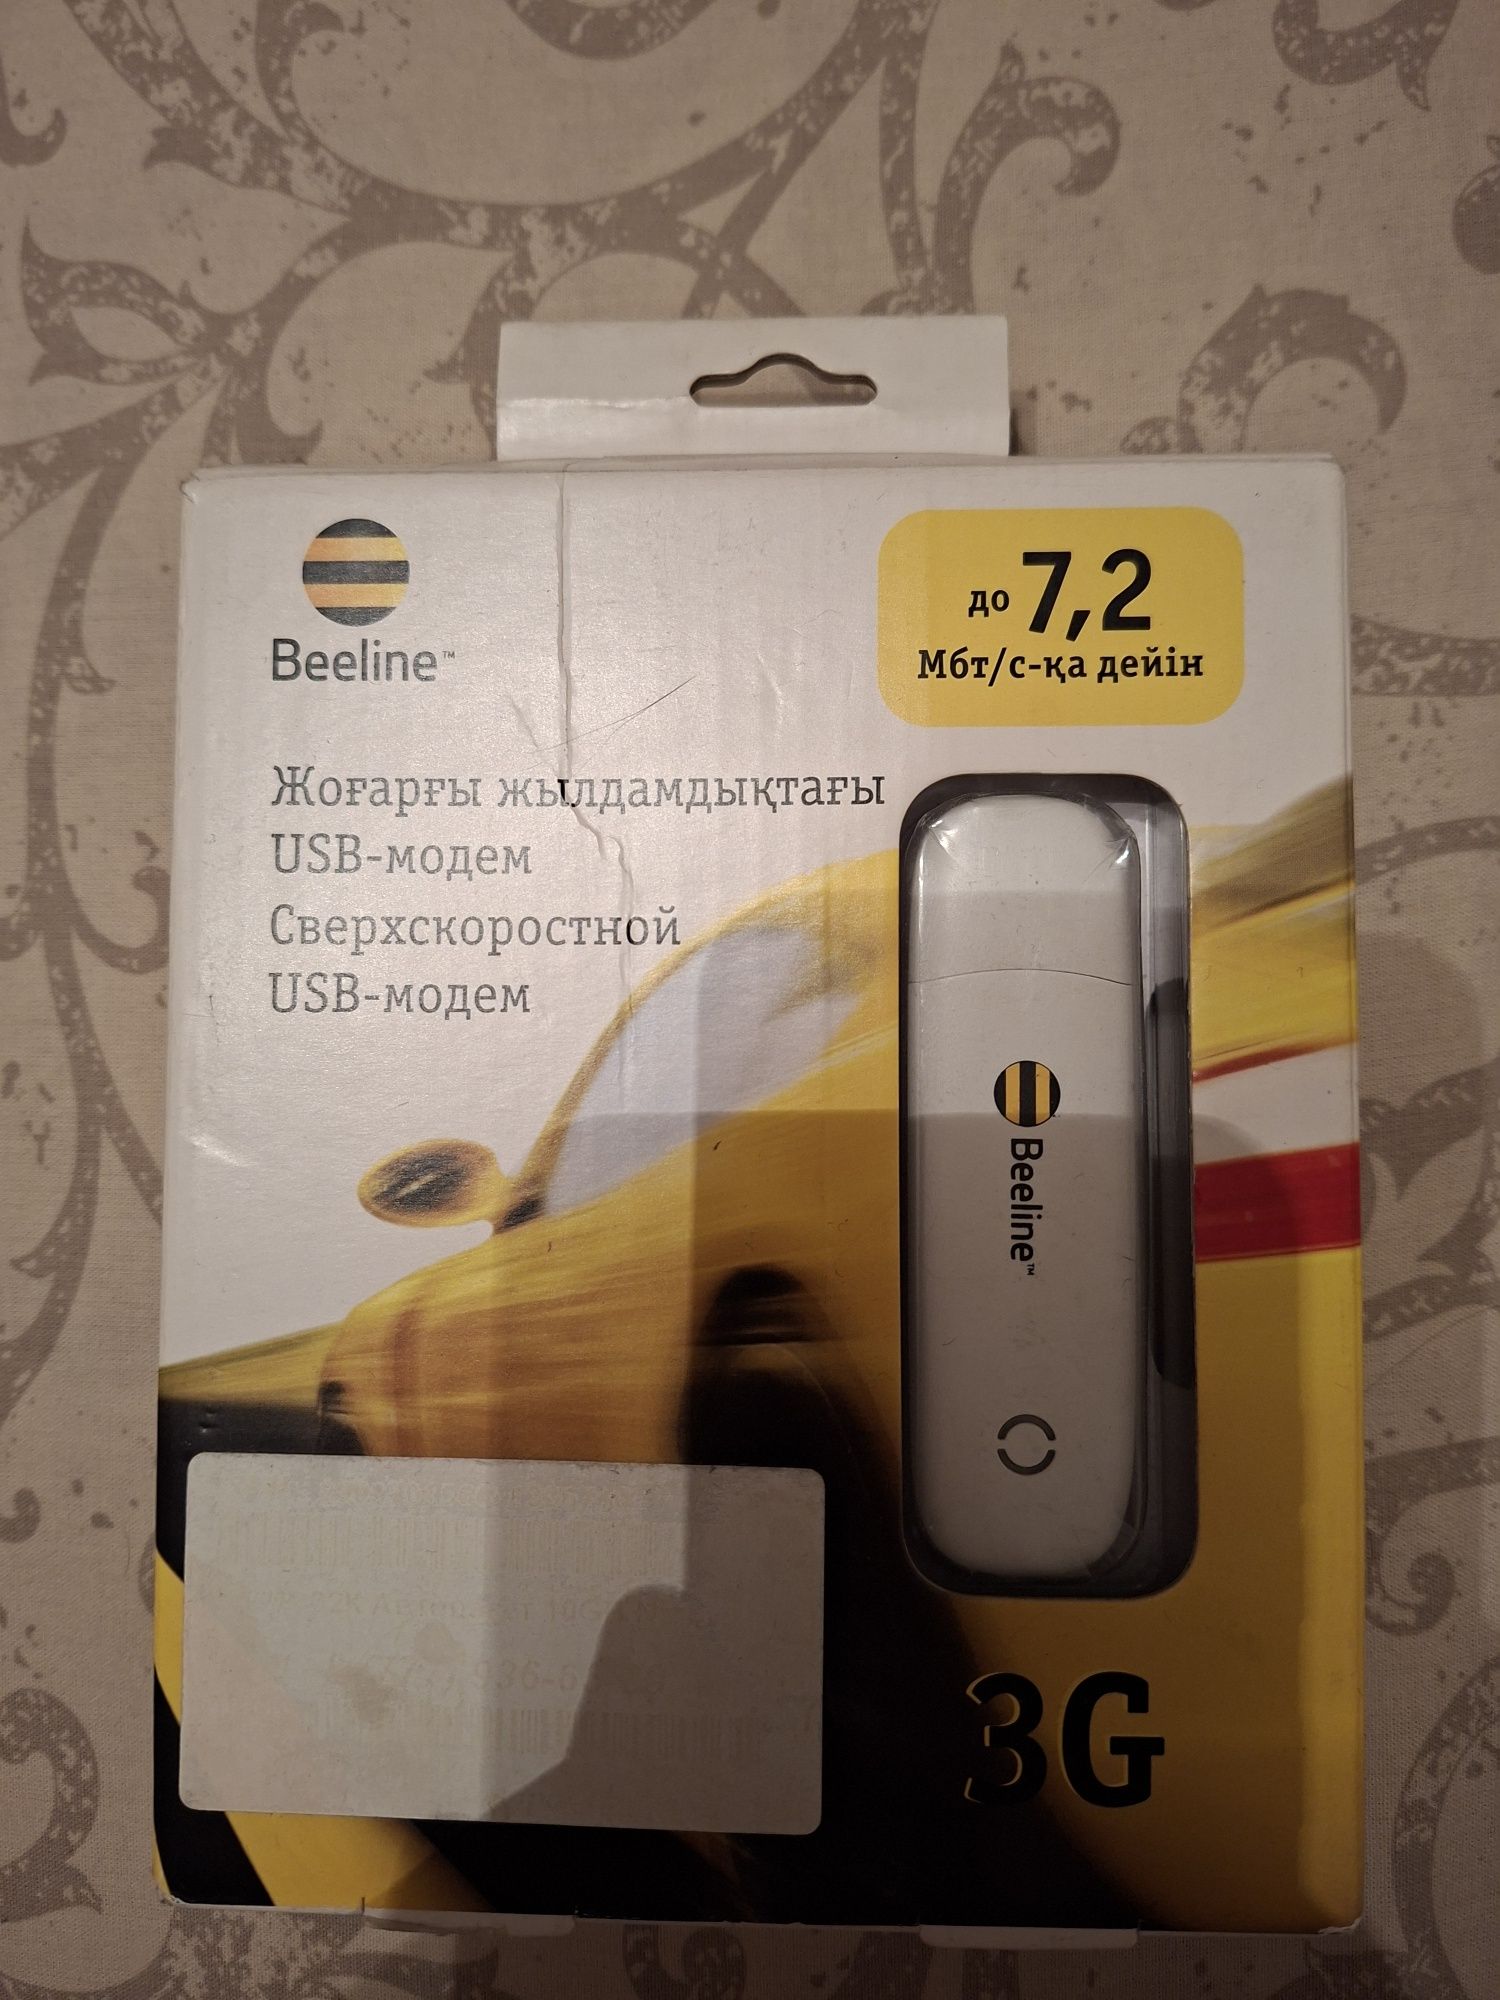 Beeline™
до 7,2
Мбт/с-қа дейін
Жоғарғы жылдамдықтағы
USB-модем
Сверхскоростной
USB-модем
Beeline™
3G